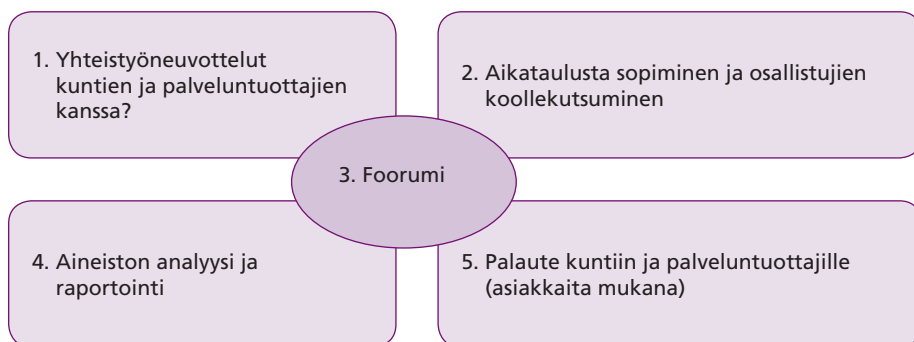 1. Yhteistyöneuvottelut
kuntien ja palveluntuottajien
kanssa?
2. Aikataulusta sopiminen ja osallistujien
koollekutsuminen
3. Foorumi
4. Aineiston analyysi ja
raportointi
5. Palaute kuntiin ja palveluntuottajille
(asiakkaita mukana)